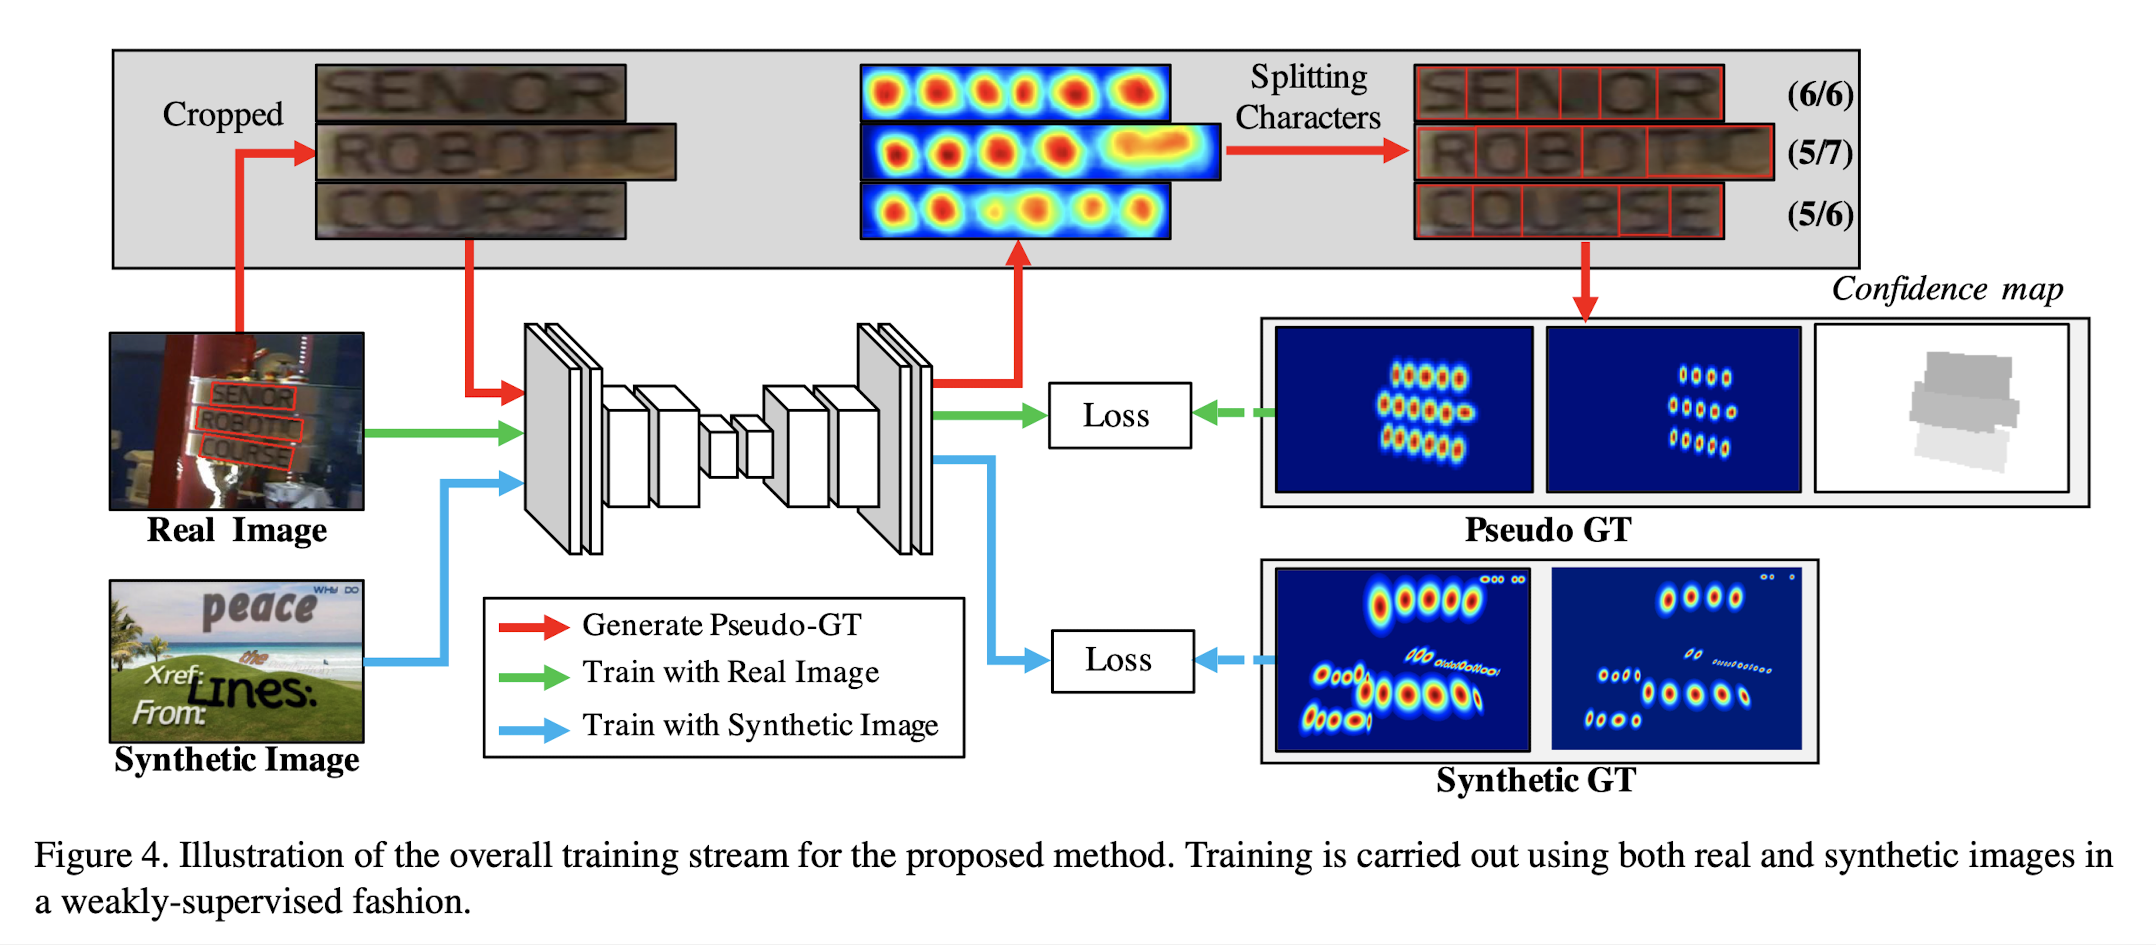 Cropped
SENIOR
ROBOTIC
COURSE
Splitting
Characters
SENIOR
ROBOTIC
COURSE
(6/6)
(5/7)
(5/6)
Confidence map
SENIOR
ROBOTIC
COURSE
Real Image
Loss
Pseudo GT
WHY DO
peace
the
Xref:
Lines:
From:
Synthetic Image
Generate Pseudo-GT
Train with Real Image
Train with Synthetic Image
Loss
Synthetic GT
Figure 4. Illustration of the overall training stream for the proposed method. Training is carried out using both real and synthetic images in
a weakly-supervised fashion.